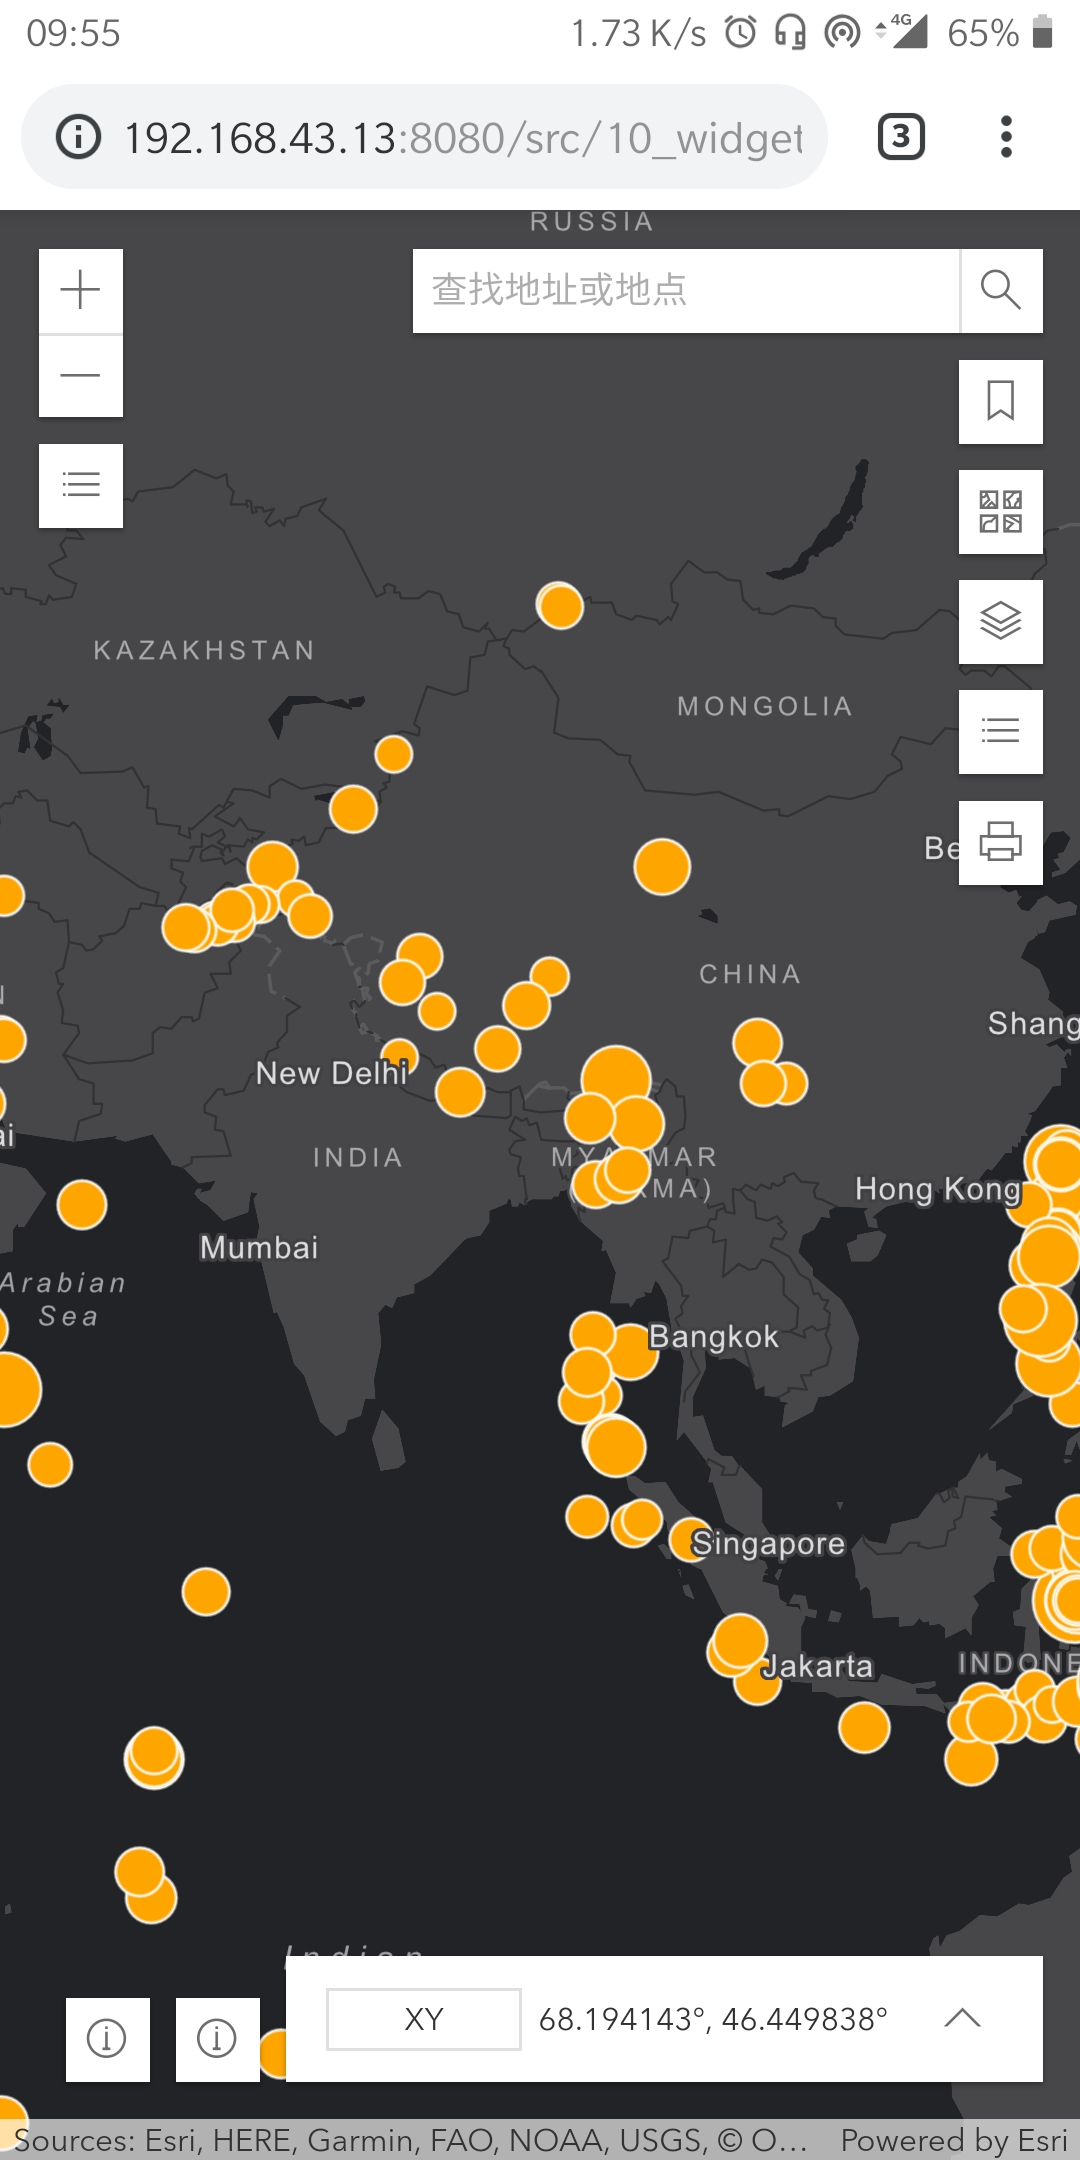 09:55
1.73 K/s
4G
65%
192.168.43.13:8080/src/10_widget
3
RUSSIA
查找地址或地点
KAZAKHSTAN
MONGOLIA
Be
CHINA
Shang
New Delhi
INDIA
MYA MAR
RMA)
Hong Kong
Mumbai
Arabian
Sea
Bangkok
Singapore
INDONE
Jakarta
Indian
XY
68.194143°, 46.449838°
Sources: Esri, HERE, Garmin, FAO, NOAA, USGS, © O...
Powered by Esri